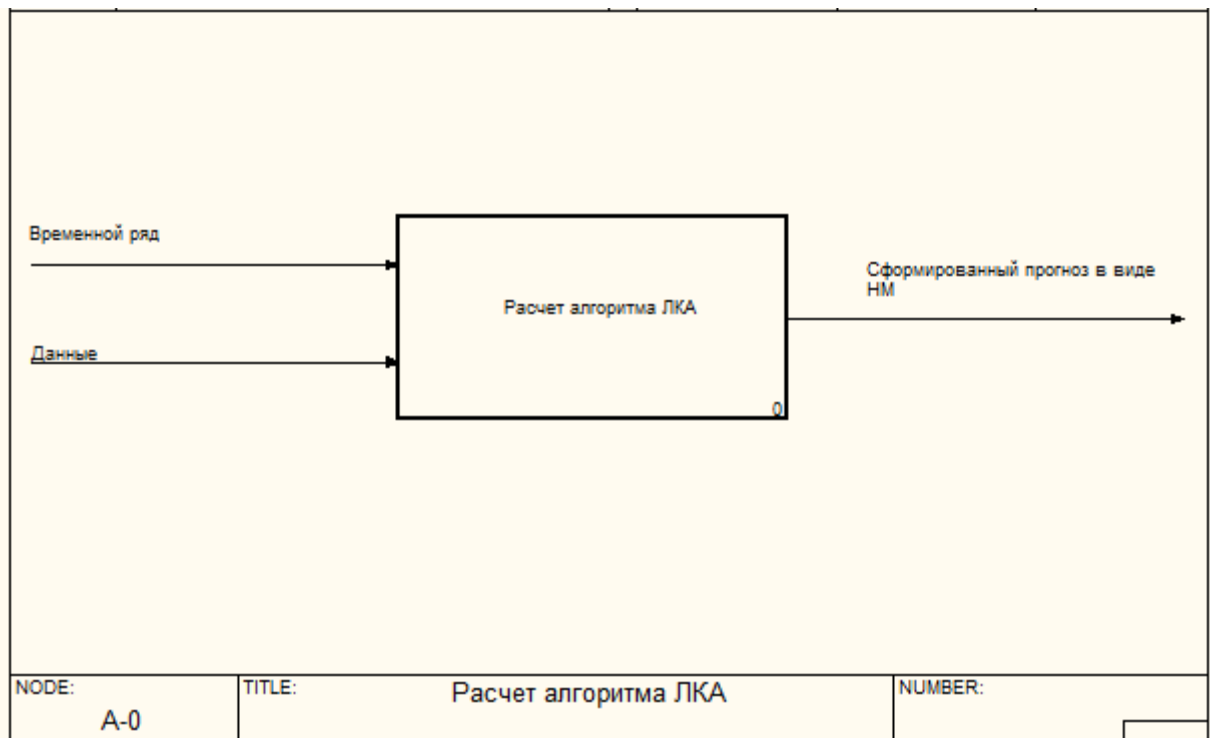 Временной ряд
Данные
Расчет алгоритма ЛКА
0
Сформированный прогноз в виде
НМ
NODE:
A-0
TITLE:
Расчет алгоритма ЛКА
NUMBER: